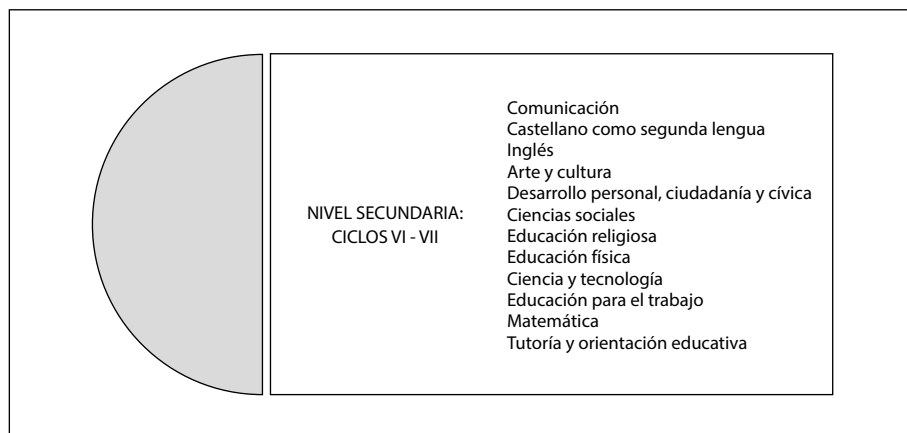 NIVEL SECUNDARIA:
CICLOS VI - VII
Comunicación
Castellano como segunda lengua
Inglés
Arte y cultura
Desarrollo personal, ciudadanía y cívica
Ciencias sociales
Educación religiosa
Educación física
Ciencia y tecnología
Educación para el trabajo
Matemática
Tutoría y orientación educativa